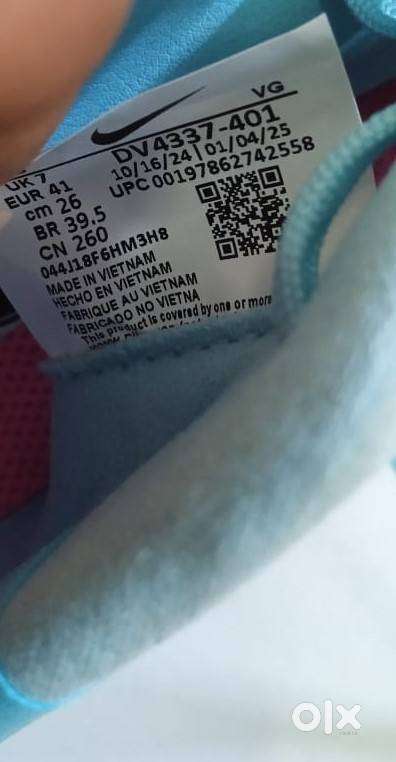 VG
DV4337-401
10/16/24 | 01/04/25
UPC 00197862742558
UK 7
EUR 41
cm 26
BR 39.5
CN 260
044J18F6HM3H8
MADE IN VIETNAM
HECHO EN VIETNAM
FABRIQUE AU VIETNAM
FABRICADO NO VIETNA
This product is covered by one or more
olx